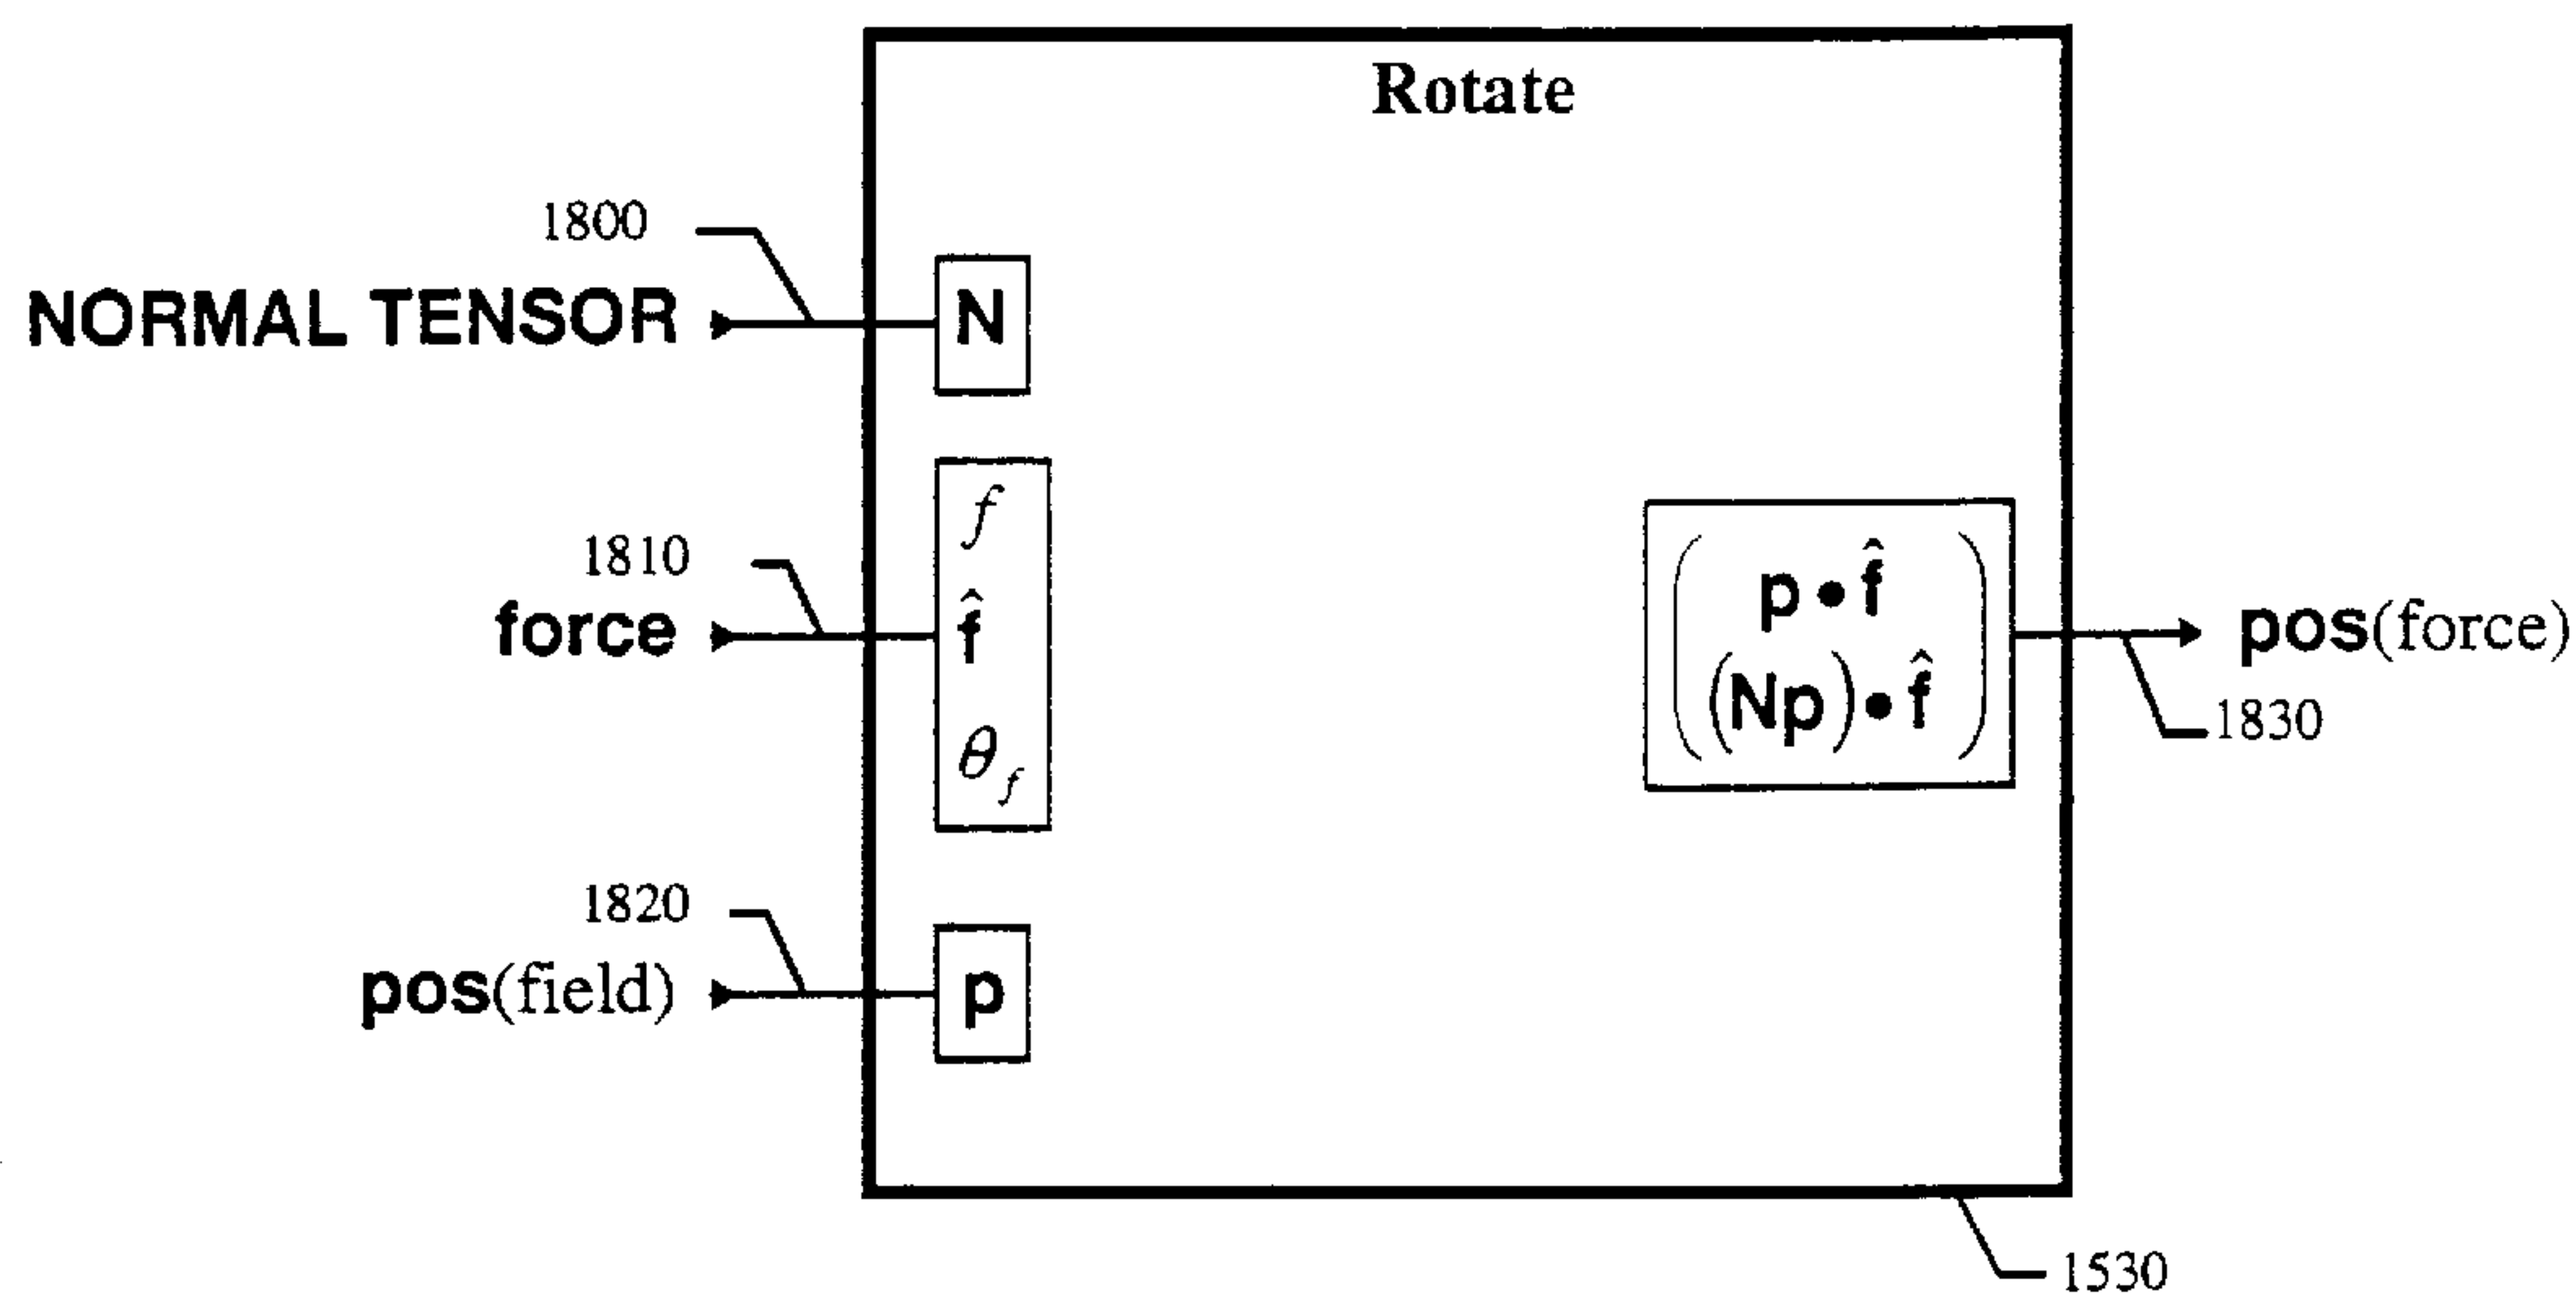 Rotate
1800
NORMAL TENSOR
N
f
1810
force
f̂
θ_f
p • f̂
(Np) • f̂
pos(force)
1830
1820
pos(field)
p
1530